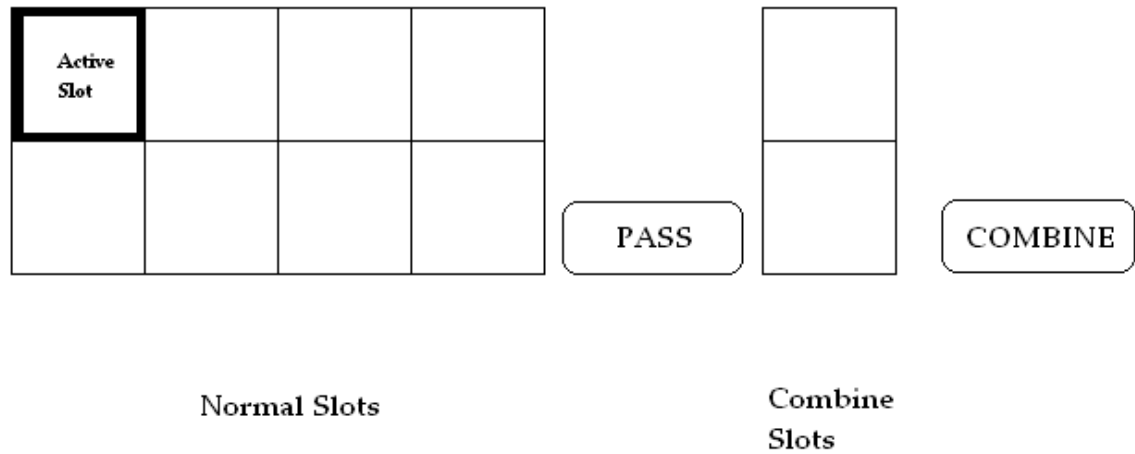 Active
Slot
PASS
COMBINE
Normal Slots
Combine
Slots